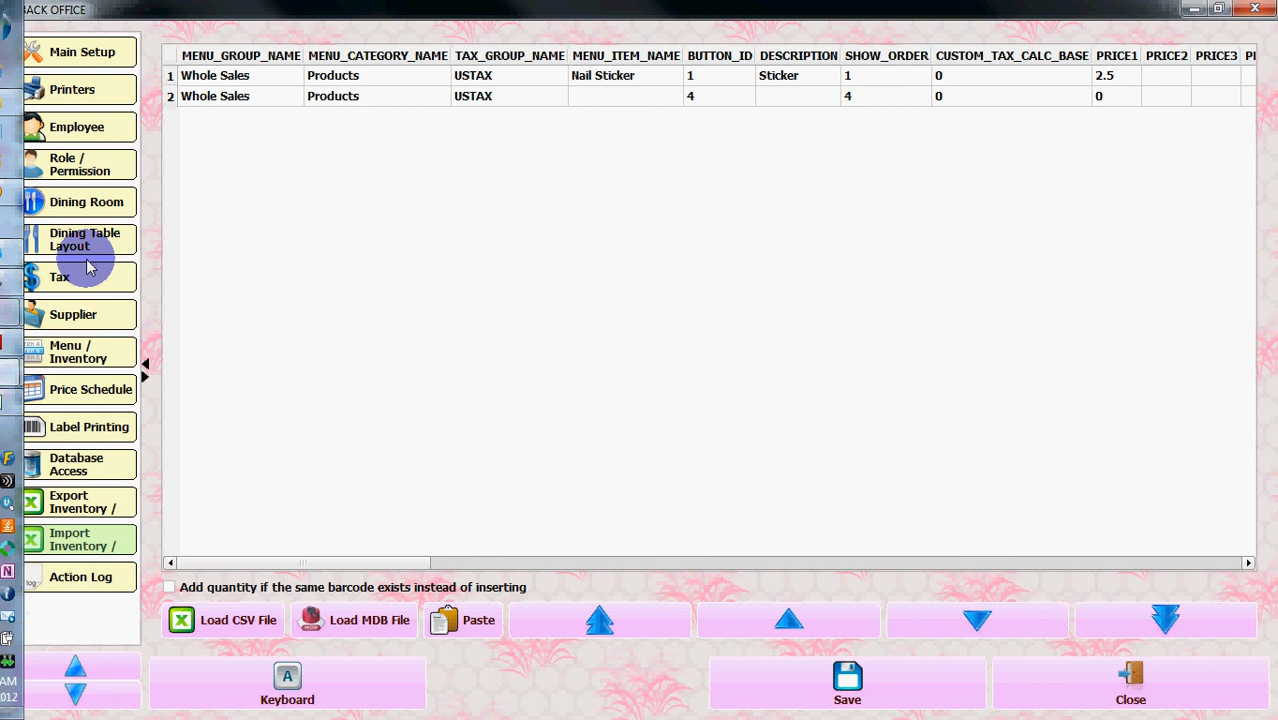 BACK OFFICE
Main Setup
Printers
Employee
Role /
Permission
Dining Room
Dining Table
Layout
Tax
Supplier
Menu /
Inventory
Price Schedule
Label Printing
Database
Access
Export
Inventory /
Import
Inventory /
Action Log
AM
2012
MENU_GROUP_NAME MENU_CATEGORY_NAME TAX_GROUP_NAME MENU_ITEM_NAME BUTTON_ID DESCRIPTION SHOW_ORDER CUSTOM_TAX_CALC_BASE PRICE1 PRICE2 PRICE3 PI
1 Whole Sales Products USTAX Nail Sticker 1 Sticker 1 0 2.5
2 Whole Sales Products USTAX 4 4 0 0
Add quantity if the same barcode exists instead of inserting
Load CSV File Load MDB File Paste
Keyboard Save Close